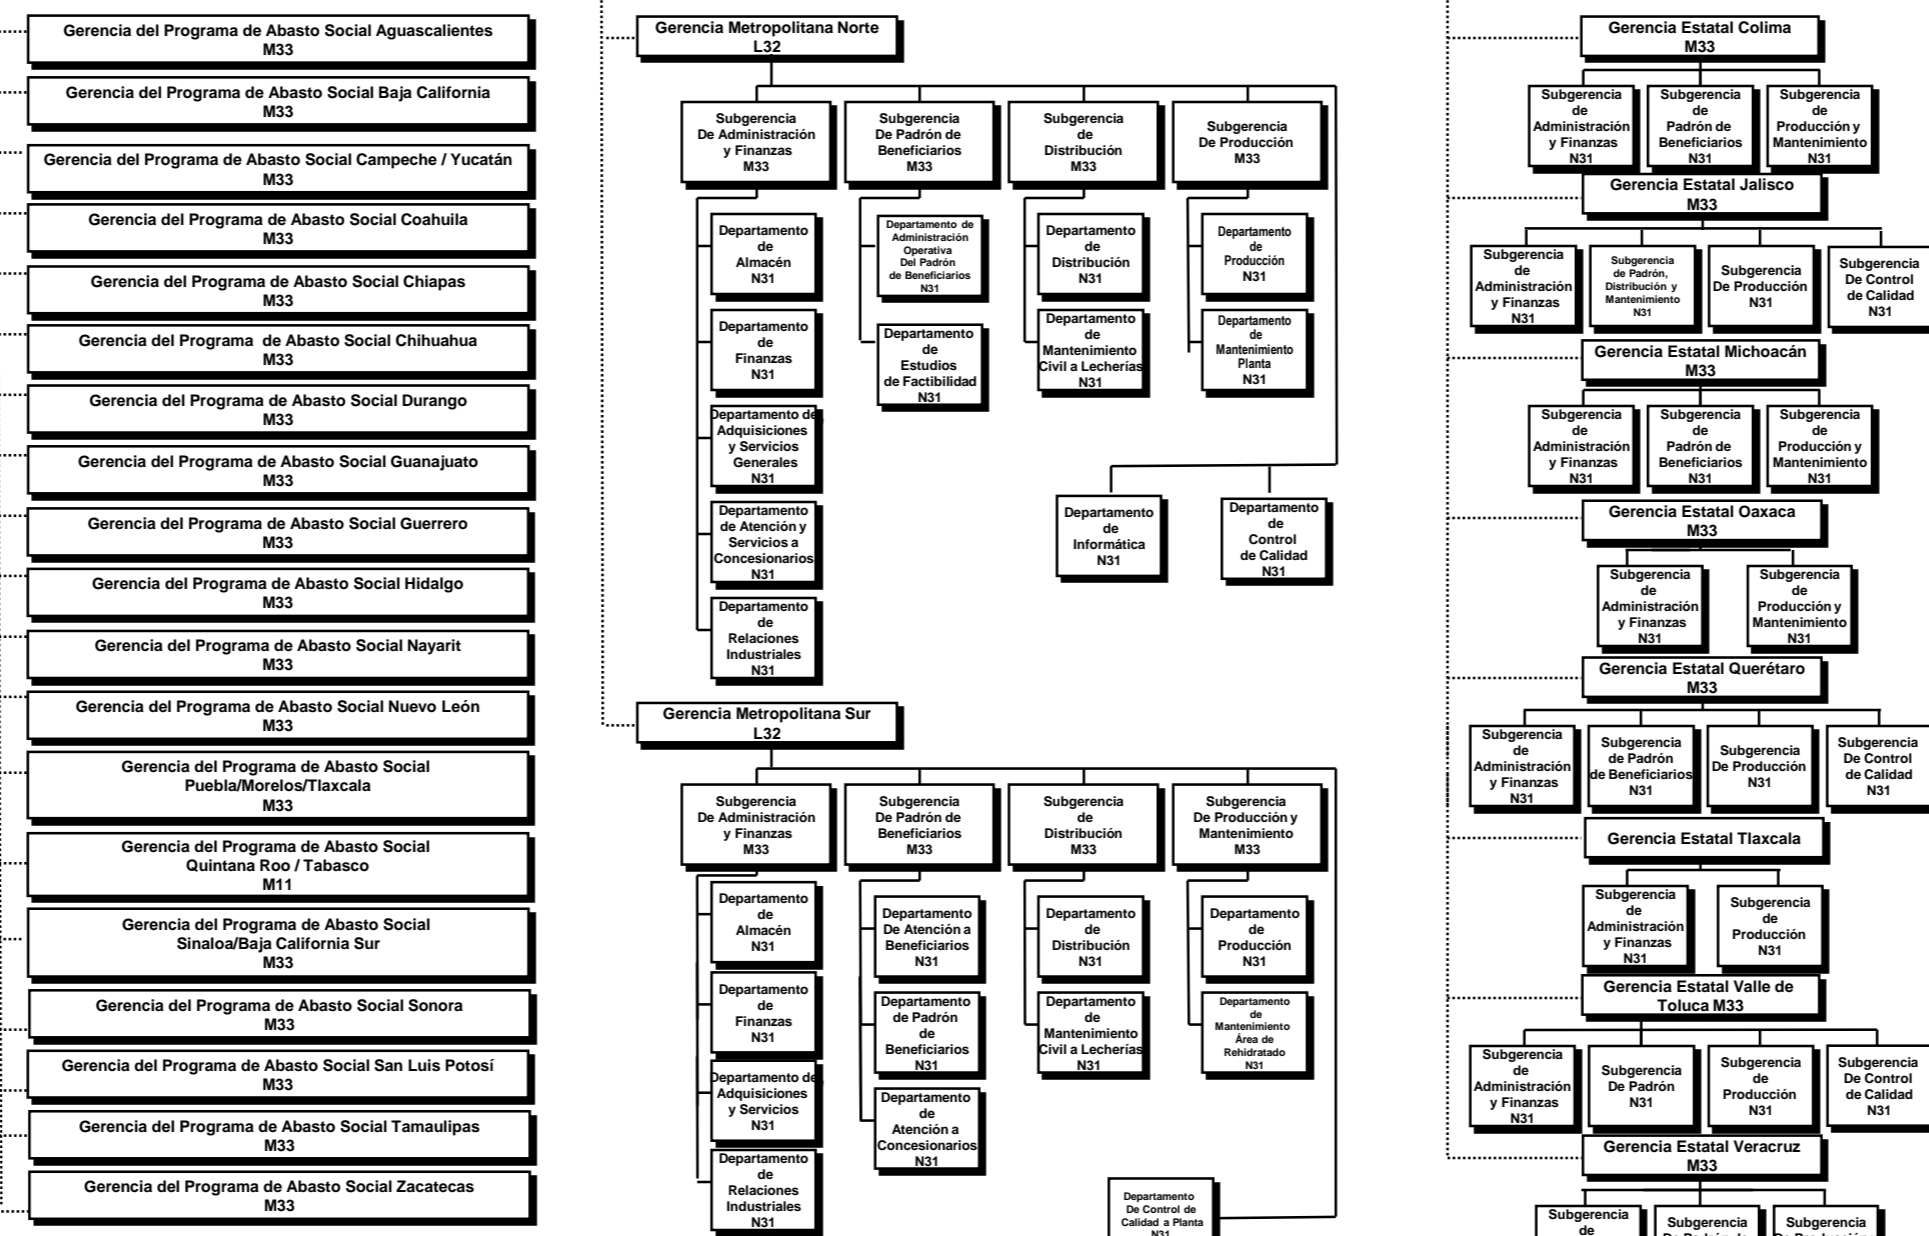 Gerencia del Programa de Abasto Social Aguascalientes
M33
Gerencia del Programa de Abasto Social Baja California
M33
Gerencia del Programa de Abasto Social Campeche / Yucatán
M33
Gerencia del Programa de Abasto Social Coahuila
M33
Gerencia del Programa de Abasto Social Chiapas
M33
Gerencia del Programa de Abasto Social Chihuahua
M33
Gerencia del Programa de Abasto Social Durango
M33
Gerencia del Programa de Abasto Social Guanajuato
M33
Gerencia del Programa de Abasto Social Guerrero
M33
Gerencia del Programa de Abasto Social Hidalgo
M33
Gerencia del Programa de Abasto Social Nayarit
M33
Gerencia del Programa de Abasto Social Nuevo León
M33
Gerencia del Programa de Abasto Social
Puebla/Morelos/Tlaxcala
M33
Gerencia del Programa de Abasto Social
Quintana Roo / Tabasco
M11
Gerencia del Programa de Abasto Social
Sinaloa/Baja California Sur
M33
Gerencia del Programa de Abasto Social Sonora
M33
Gerencia del Programa de Abasto Social San Luis Potosí
M33
Gerencia del Programa de Abasto Social Tamaulipas
M33
Gerencia del Programa de Abasto Social Zacatecas
M33
Gerencia Metropolitana Norte
L32
Subgerencia
De Administración
y Finanzas
M33
Subgerencia
De Padrón de
Beneficiarios
M33
Subgerencia
de
Distribución
M33
Subgerencia
De Producción
M33
Departamento
de
Almacén
N31
Departamento
de
Finanzas
N31
Departamento de
Adquisiciones
y Servicios
Generales
N31
Departamento
de Atención y
Servicios a
Concesionarios
N31
Departamento
de
Relaciones
Industriales
N31
Departamento de
Administración
Operativa
Del Padrón
de Beneficiarios
N31
Departamento
de
Estudios
de Factibilidad
N31
Departamento
de
Distribución
N31
Departamento
de
Mantenimiento
Civil a Lecherías
N31
Departamento
de
Producción
N31
Departamento
de
Mantenimiento
Planta
N31
Departamento
de
Informática
N31
Departamento
de
Control
de Calidad
N31
Gerencia Metropolitana Sur
L32
Subgerencia
De Administración
y Finanzas
M33
Subgerencia
De Padrón de
Beneficiarios
M33
Subgerencia
de
Distribución
M33
Subgerencia
De Producción y
Mantenimiento
M33
Departamento
de
Almacén
N31
Departamento
de
Finanzas
N31
Departamento de
Adquisiciones
y Servicios
N31
Departamento
de
Relaciones
Industriales
N31
Departamento
De Atención a
Beneficiarios
N31
Departamento
de Padrón
de
Beneficiarios
N31
Departamento
de
Atención a
Concesionarios
N31
Departamento
de
Distribución
N31
Departamento
de
Mantenimiento
Civil a Lecherías
N31
Departamento
de
Producción
N31
Departamento
de
Mantenimiento
Área de
Rehidratado
N31
Departamento
De Control de
Calidad a Planta
N31
Gerencia Estatal Colima
M33
Subgerencia
de
Administración
y Finanzas
N31
Subgerencia
de
Padrón de
Beneficiarios
N31
Subgerencia
de
Producción y
Mantenimiento
N31
Gerencia Estatal Jalisco
M33
Subgerencia
de
Administración
y Finanzas
N31
Subgerencia
de Padrón,
Distribución y
Mantenimiento
N31
Subgerencia
De Producción
N31
Subgerencia
De Control
de Calidad
N31
Gerencia Estatal Michoacán
M33
Subgerencia
de
Administración
y Finanzas
N31
Subgerencia
de
Padrón de
Beneficiarios
N31
Subgerencia
de
Producción y
Mantenimiento
N31
Gerencia Estatal Oaxaca
M33
Subgerencia
de
Administración
y Finanzas
N31
Subgerencia
de
Producción y
Mantenimiento
N31
Gerencia Estatal Querétaro
M33
Subgerencia
de
Administración
y Finanzas
N31
Subgerencia
de Padrón
de Beneficiarios
N31
Subgerencia
De Producción
N31
Subgerencia
De Control
de Calidad
N31
Gerencia Estatal Tlaxcala
Subgerencia
de
Administración
y Finanzas
N31
Subgerencia
de
Producción
N31
Gerencia Estatal Valle de
Toluca M33
Subgerencia
de
Administración
y Finanzas
N31
Subgerencia
De Padrón
N31
Subgerencia
de
Producción
N31
Subgerencia
De Control
de Calidad
N31
Gerencia Estatal Veracruz
M33
Subgerencia
de
Subgerencia
Subgerencia